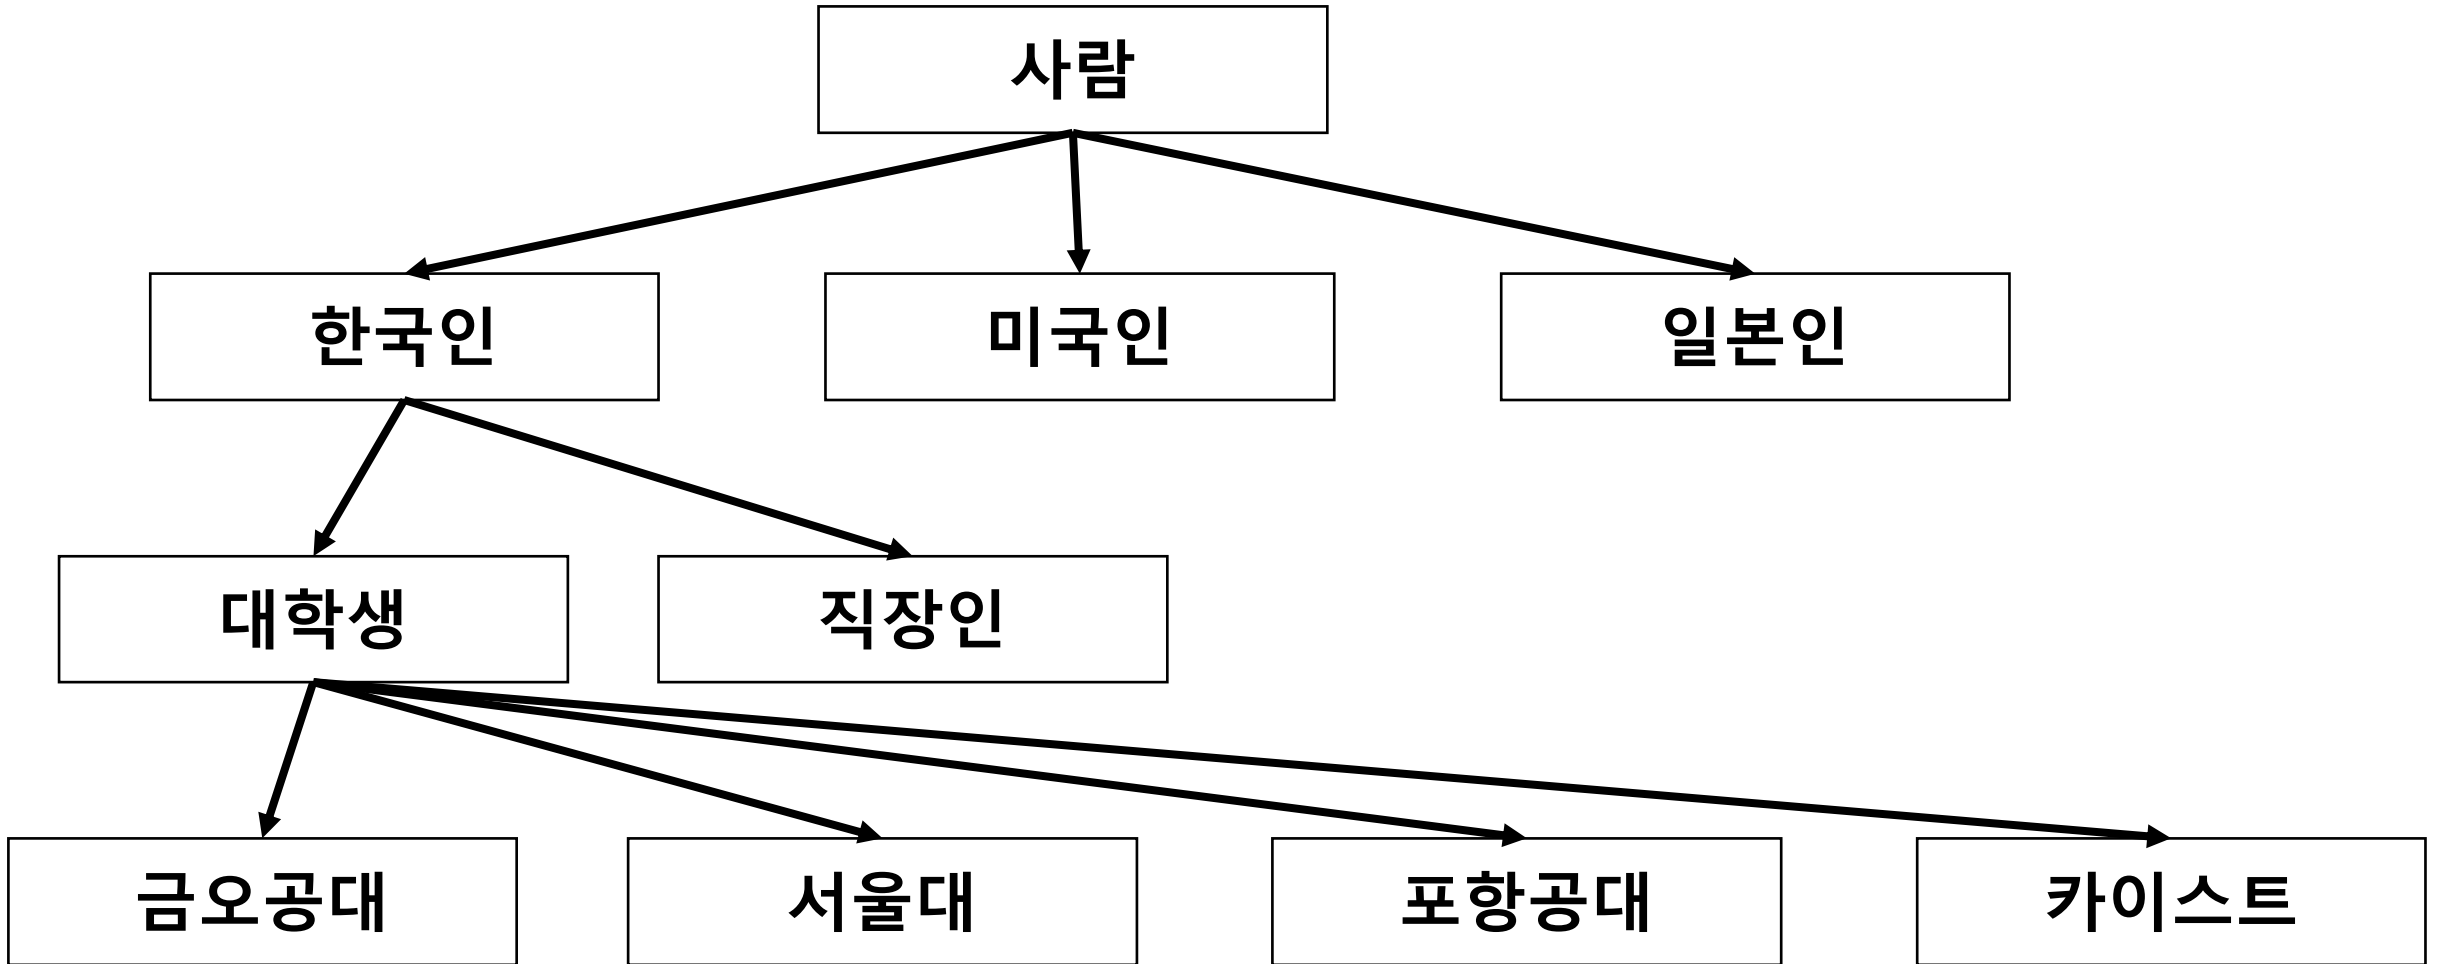 사람
한국인
미국인
일본인
대학생
직장인
금오공대
서울대
포항공대
카이스트